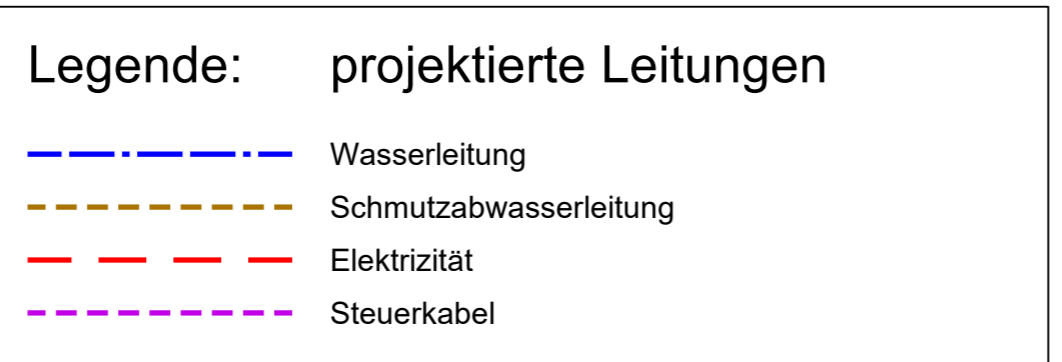 Legende: projektierte Leitungen
Wasserleitung
Schmutzabwasserleitung
Elektrizität
Steuerkabel